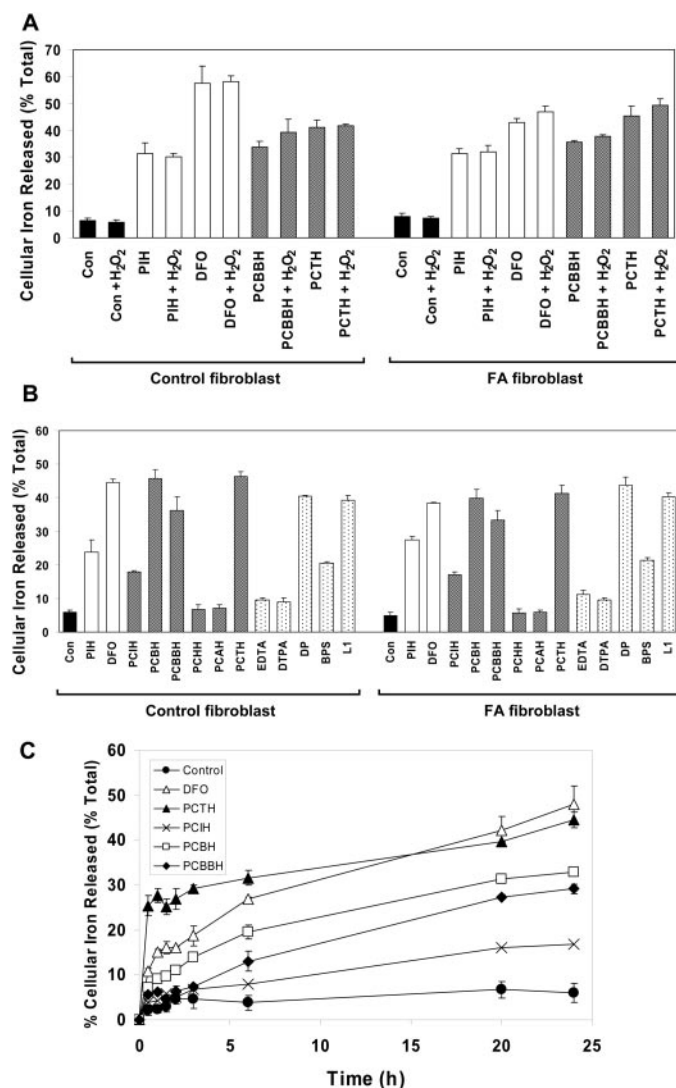 A
Cellular Iron Released (% Total)
70
60
50
40
30
20
10
0
Con
Con + H2O2
PIH
PIH + H2O2
DFO
DFO + H2O2
PCBBH
PCBBH + H2O2
PCTH
PCTH + H2O2
Con
Con + H2O2
PIH
PIH + H2O2
DFO
DFO + H2O2
PCBBH
PCBBH + H2O2
PCTH
PCTH + H2O2
Control fibroblast
FA fibroblast
B
Cellular Iron Released (% Total)
60
50
40
30
20
10
0
Con
PIH
DFO
PCIH
PCBH
PCBBH
PCHH
PCAH
PCTH
EDTA
DTPA
DP
BPS
L1
Con
PIH
DFO
PCIH
PCBH
PCBBH
PCHH
PCAH
PCTH
EDTA
DTPA
DP
BPS
L1
Control fibroblast
FA fibroblast
C
% Cellular Iron Released (% Total)
60
50
40
30
20
10
0
Control
DFO
PCTH
PCIH
PCBH
PCBBH
0
5
10
15
20
25
Time (h)